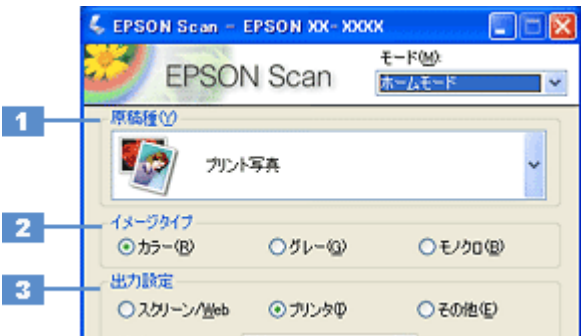 EPSON Scan - EPSON XX-XXXX
EPSON Scan
モード(M):
ホームモード
1
原稿種(Y)
プリント写真
2
イメージタイプ
カラー(R) グレー(G) モノクロ(B)
3
出力設定
スクリーン/Web プリンタ(I) その他(E)